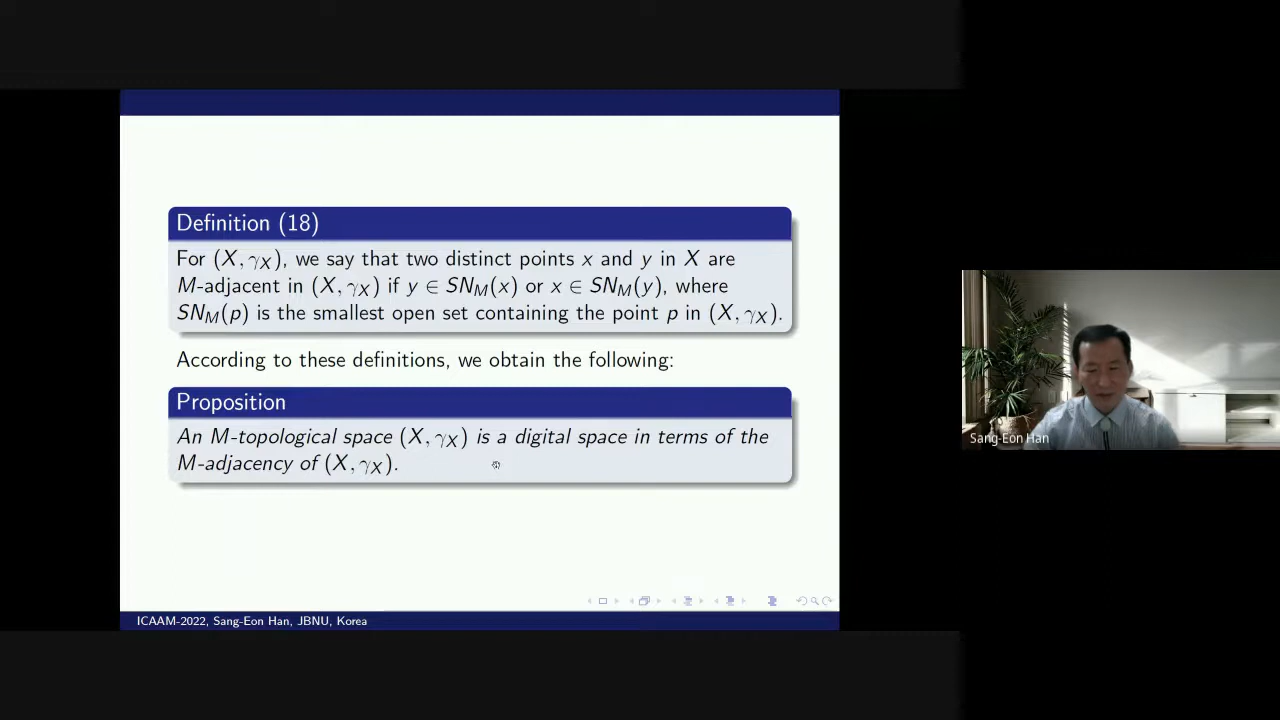 Definition (18)
For (X, γ_X), we say that two distinct points x and y in X are
M-adjacent in (X, γ_X) if y ∈ SN_M(x) or x ∈ SN_M(y), where
SN_M(p) is the smallest open set containing the point p in (X, γ_X).
According to these definitions, we obtain the following:
Proposition
An M-topological space (X, γ_X) is a digital space in terms of the
M-adjacency of (X, γ_X).
ICAAM-2022, Sang-Eon Han, JBNU, Korea
Sang-Eon Han